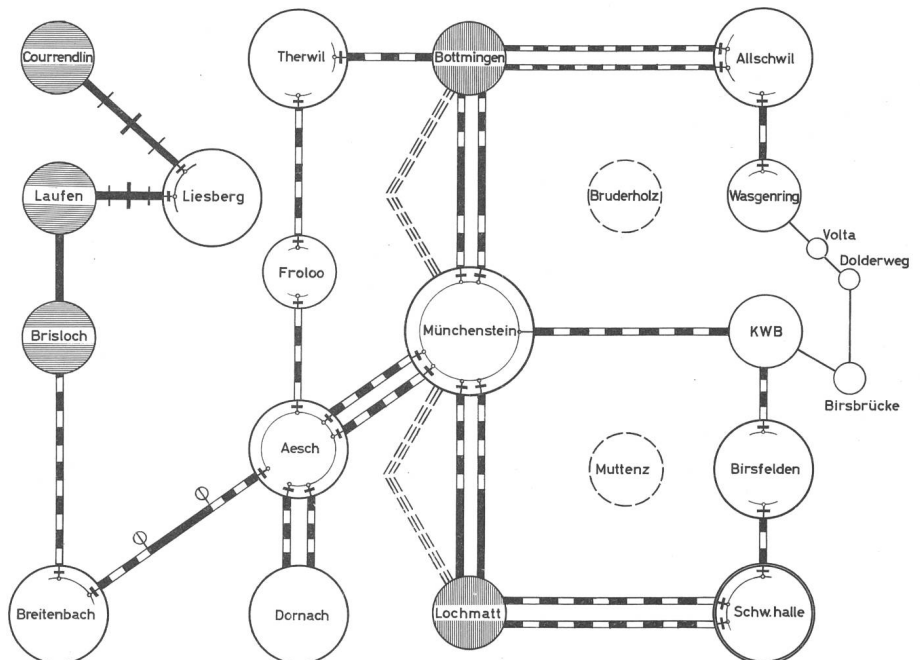 Courrendlin
Therwil
Bottmingen
Allschwil
Laufen
Liesberg
Bruderholz
Wasgenring
Volta
Dolderweg
Froloo
Brisloch
Münchenstein
KWB
Birsbrücke
Aesch
Muttenz
Birsfelden
Breitenbach
Dornach
Lochmatt
Schw.halle